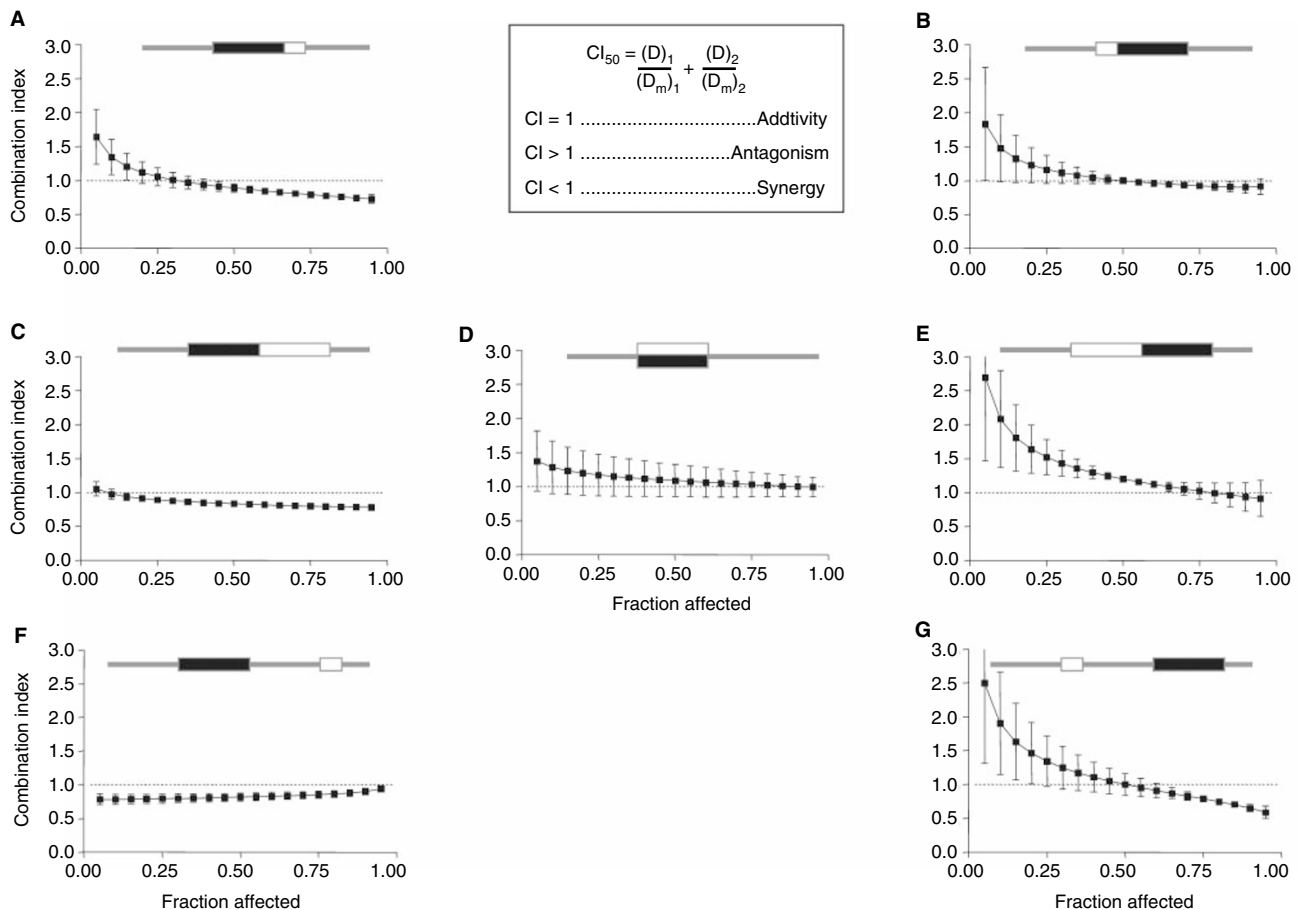 A
3.0
2.5
2.0
1.5
1.0
0.5
0.0
Combination index
0.00 0.25 0.50 0.75 1.00
CI50 = (D)1 + (D)2
(Dm)1 (Dm)2
CI = 1 ..................................Addtivity
CI > 1 .............................Antagonism
CI < 1 ..................................Synergy
B
3.0
2.5
2.0
1.5
1.0
0.5
0.0
0.00 0.25 0.50 0.75 1.00
C
3.0
2.5
2.0
1.5
1.0
0.5
0.0
Combination index
0.00 0.25 0.50 0.75 1.00
D
3.0
2.5
2.0
1.5
1.0
0.5
0.0
0.00 0.25 0.50 0.75 1.00
Fraction affected
E
3.0
2.5
2.0
1.5
1.0
0.5
0.0
0.00 0.25 0.50 0.75 1.00
F
3.0
2.5
2.0
1.5
1.0
0.5
0.0
Combination index
0.00 0.25 0.50 0.75 1.00
Fraction affected
G
3.0
2.5
2.0
1.5
1.0
0.5
0.0
0.00 0.25 0.50 0.75 1.00
Fraction affected